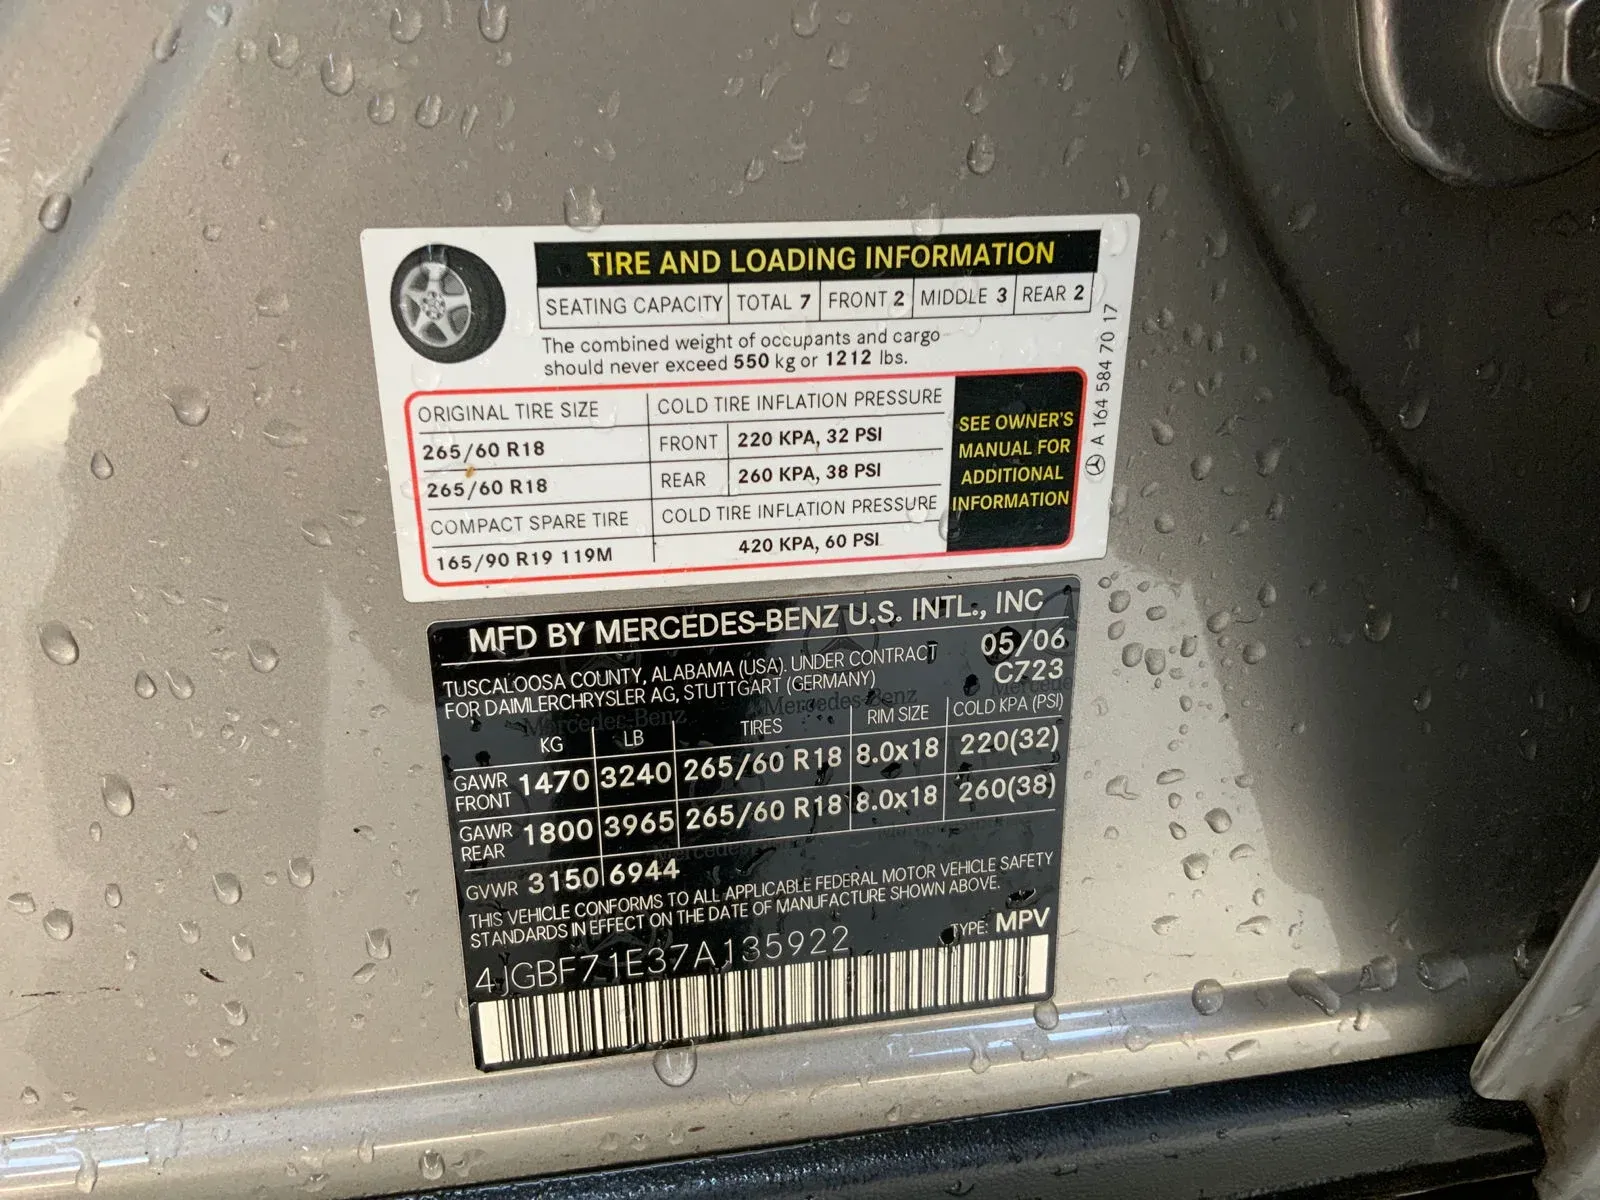 TIRE AND LOADING INFORMATION
SEATING CAPACITY TOTAL 7 FRONT 2 MIDDLE 3 REAR 2
The combined weight of occupants and cargo
should never exceed 550 kg or 1212 lbs.
ORIGINAL TIRE SIZE COLD TIRE INFLATION PRESSURE
265/60 R18 FRONT 220 KPA, 32 PSI
265/60 R18 REAR 260 KPA, 38 PSI
COMPACT SPARE TIRE COLD TIRE INFLATION PRESSURE
165/90 R19 119M 420 KPA, 60 PSI
SEE OWNER'S
MANUAL FOR
ADDITIONAL
INFORMATION
A 164 584 70 17
MFD BY MERCEDES-BENZ U.S. INTL., INC
TUSCALOOSA COUNTY, ALABAMA (USA). UNDER CONTRACT
FOR DAIMLERCHRYSLER AG, STUTTGART (GERMANY)
05/06
C723
KG LB TIRES RIM SIZE COLD KPA (PSI)
GAWR FRONT 1470 3240 265/60 R18 8.0x18 220(32)
GAWR REAR 1800 3965 265/60 R18 8.0x18 260(38)
GVWR 3150 6944
THIS VEHICLE CONFORMS TO ALL APPLICABLE FEDERAL MOTOR VEHICLE SAFETY
STANDARDS IN EFFECT ON THE DATE OF MANUFACTURE SHOWN ABOVE.
4JGBF71E37A135922 TYPE: MPV